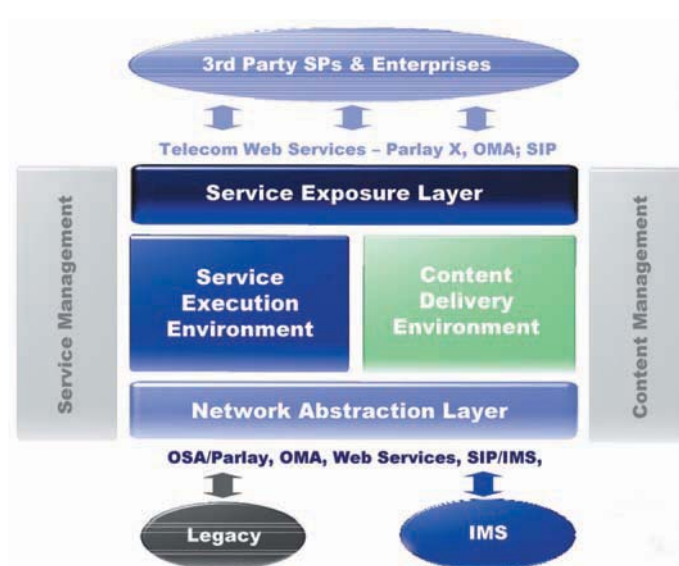 3rd Party SPs & Enterprises
Telecom Web Services – Parlay X, OMA; SIP
Service Exposure Layer
Service Management
Service
Execution
Environment
Content
Delivery
Environment
Content Management
Network Abstraction Layer
OSA/Parlay, OMA, Web Services, SIP/IMS,
Legacy
IMS